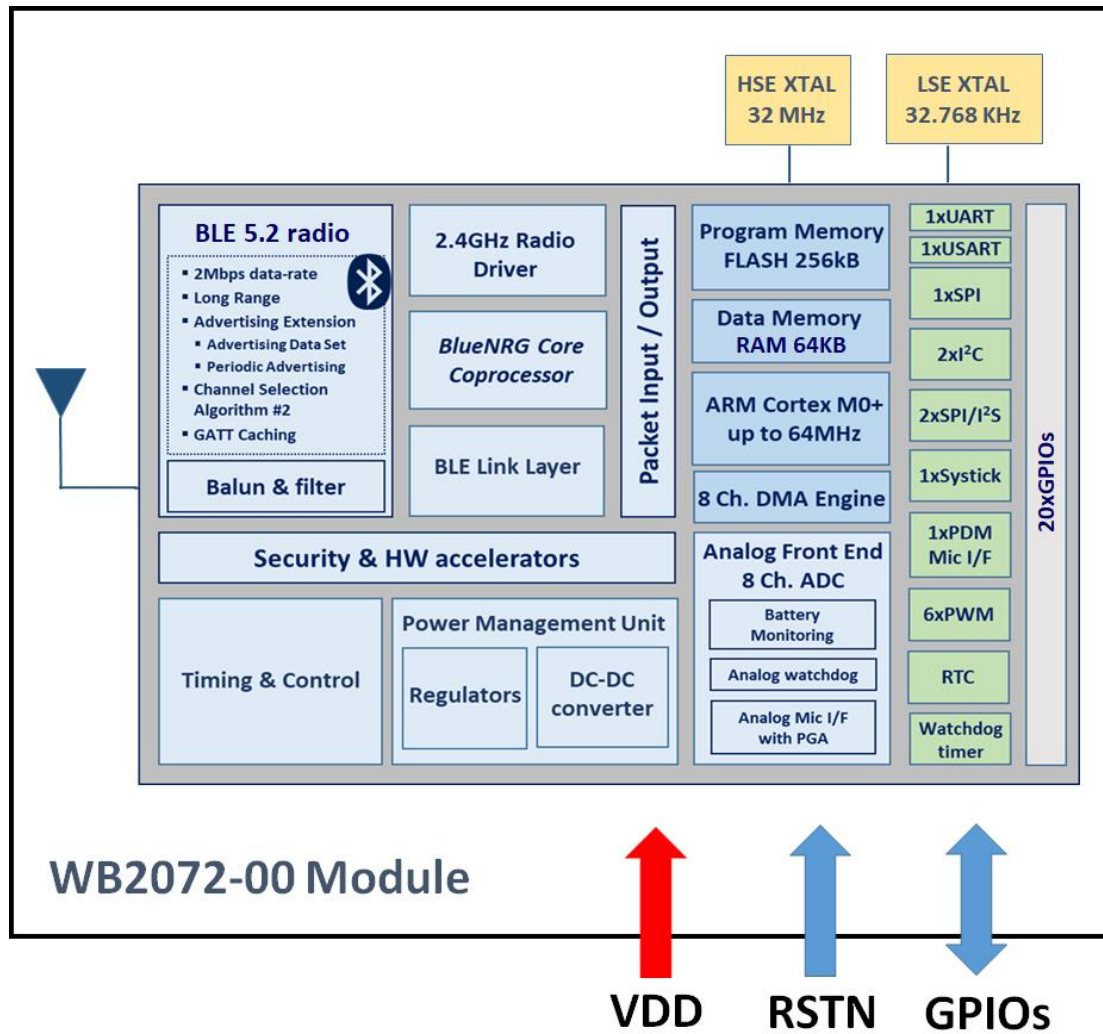 HSE XTAL
32 MHz
LSE XTAL
32.768 KHz
BLE 5.2 radio
▪ 2Mbps data-rate
▪ Long Range
▪ Advertising Extension
▪ Advertising Data Set
▪ Periodic Advertising
▪ Channel Selection
Algorithm #2
▪ GATT Caching
Balun & filter
2.4GHz Radio
Driver
BlueNRG Core
Coprocessor
BLE Link Layer
Packet Input / Output
Security & HW accelerators
Timing & Control
Power Management Unit
Regulators
DC-DC
converter
Program Memory
FLASH 256kB
Data Memory
RAM 64KB
ARM Cortex M0+
up to 64MHz
8 Ch. DMA Engine
Analog Front End
8 Ch. ADC
Battery
Monitoring
Analog watchdog
Analog Mic I/F
with PGA
1xUART
1xUSART
1xSPI
2xI²C
2xSPI/I²S
1xSystick
1xPDM
Mic I/F
6xPWM
RTC
Watchdog
timer
20xGPIOs
WB2072-00 Module
VDD
RSTN
GPIOs